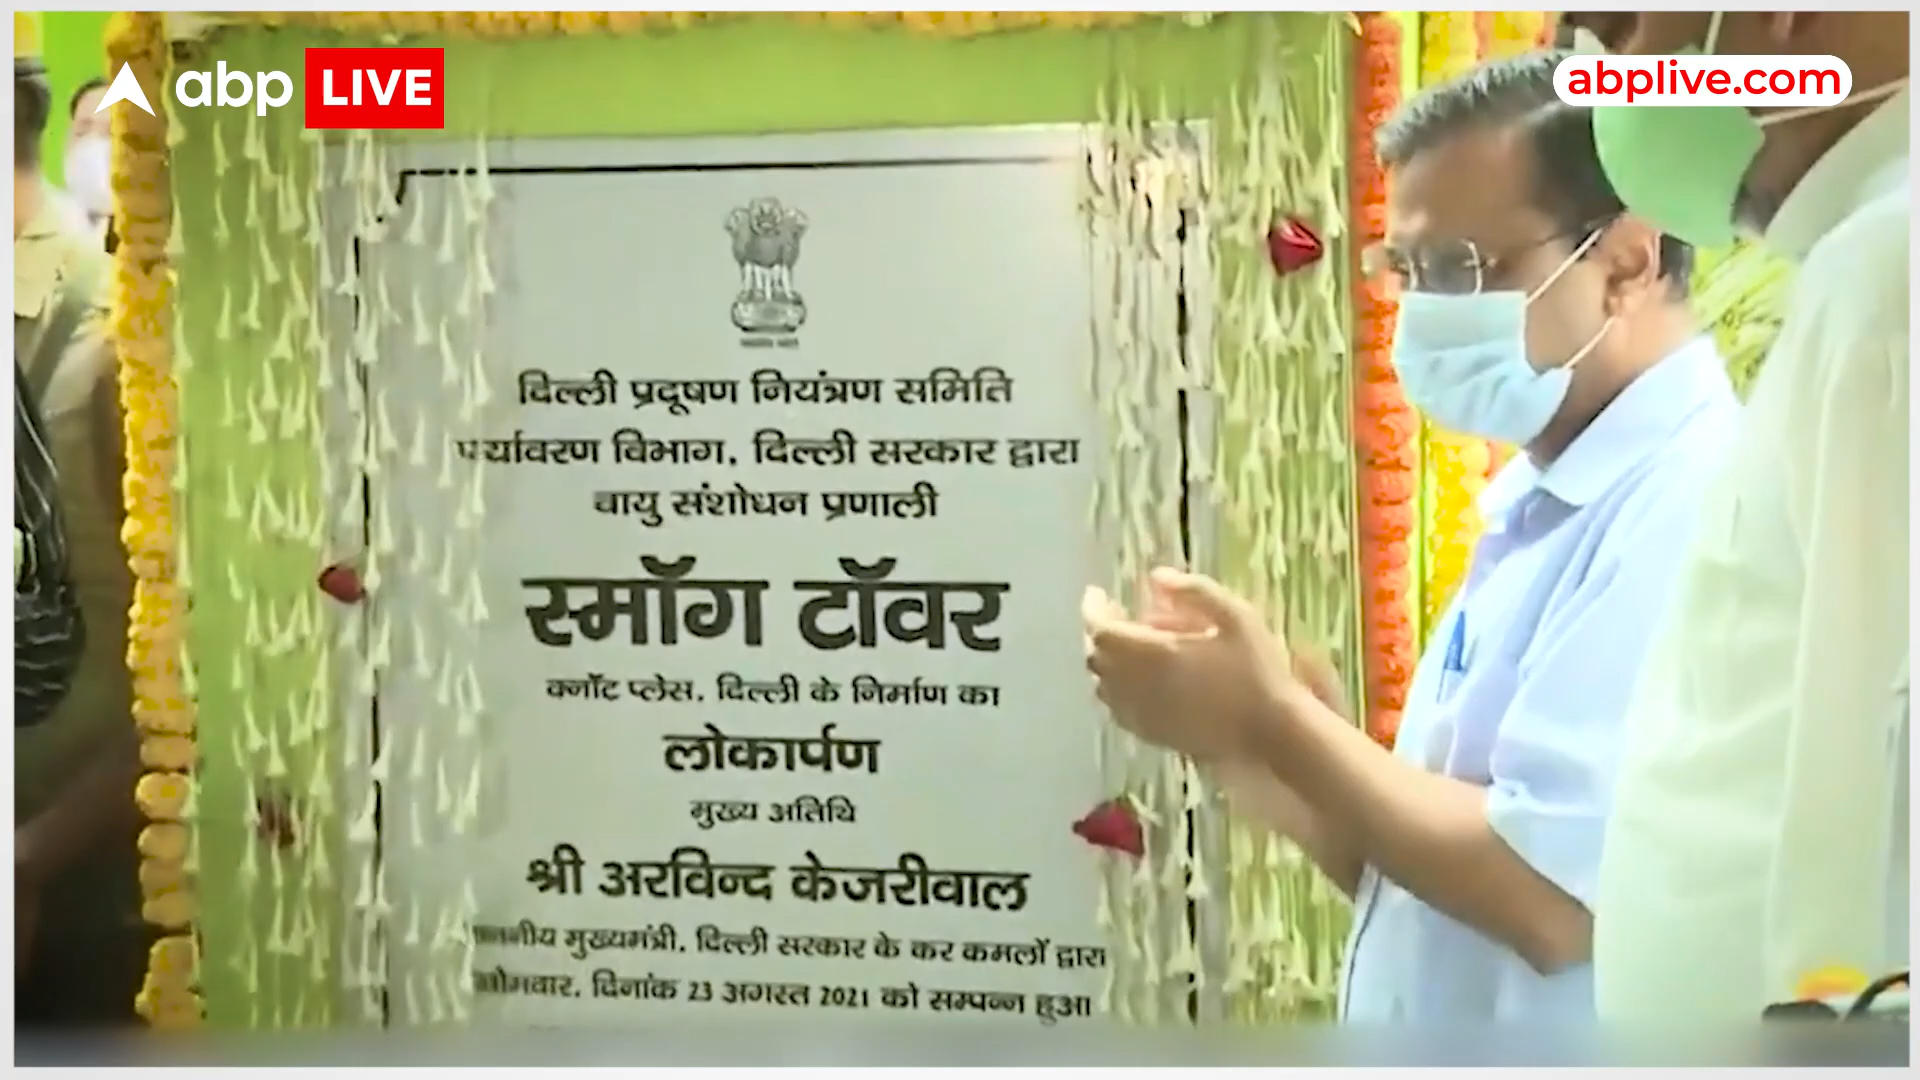 abp LIVE
abplive.com
दिल्ली प्रदूषण नियंत्रण समिति
पर्यावरण विभाग, दिल्ली सरकार द्वारा
वायु संशोधन प्रणाली
स्मॉग टॉवर
क्नॉट प्लेस, दिल्ली के निर्माण का
लोकार्पण
मुख्य अतिथि
श्री अरविन्द केजरीवाल
मुख्यमंत्री, दिल्ली सरकार के कर कमलों द्वारा
सोमवार, दिनांक 23 अगस्त 2021 को सम्पन्न हुआ